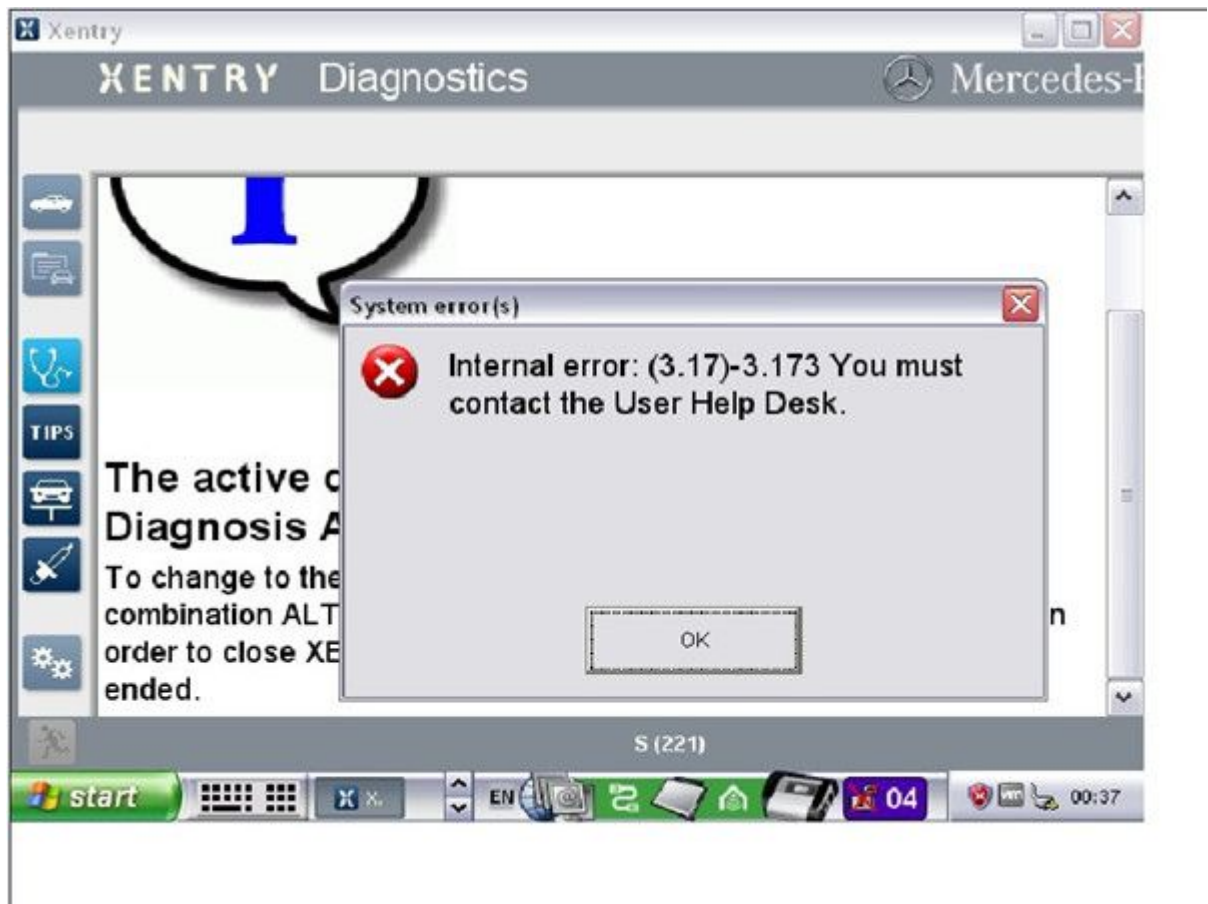 Xentry
XENTRY Diagnostics
Mercedes-
System error(s)
Internal error: (3.17)-3.173 You must
contact the User Help Desk.
TIPS
The active
Diagnosis A
To change to the
combination ALT
n
order to close XE
ended.
OK
S (221)
start
X
EN
04
00:37